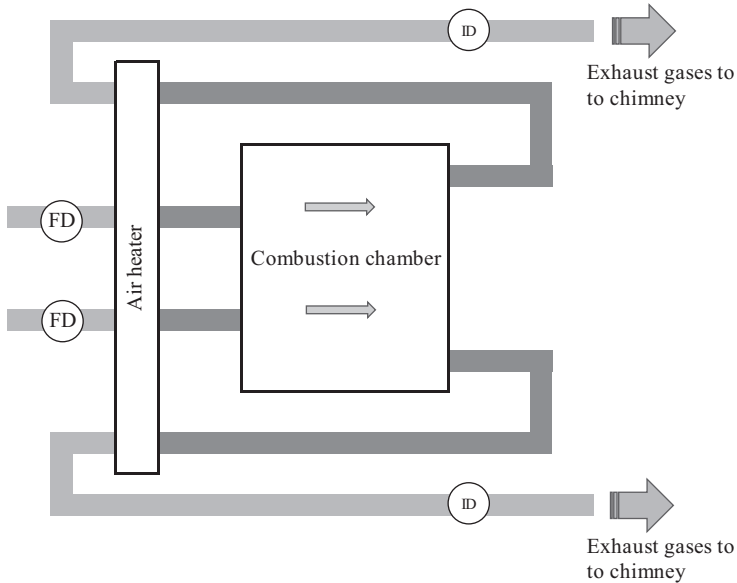 ID
Exhaust gases to
to chimney
FD
Combustion chamber
Air heater
FD
ID
Exhaust gases to
to chimney